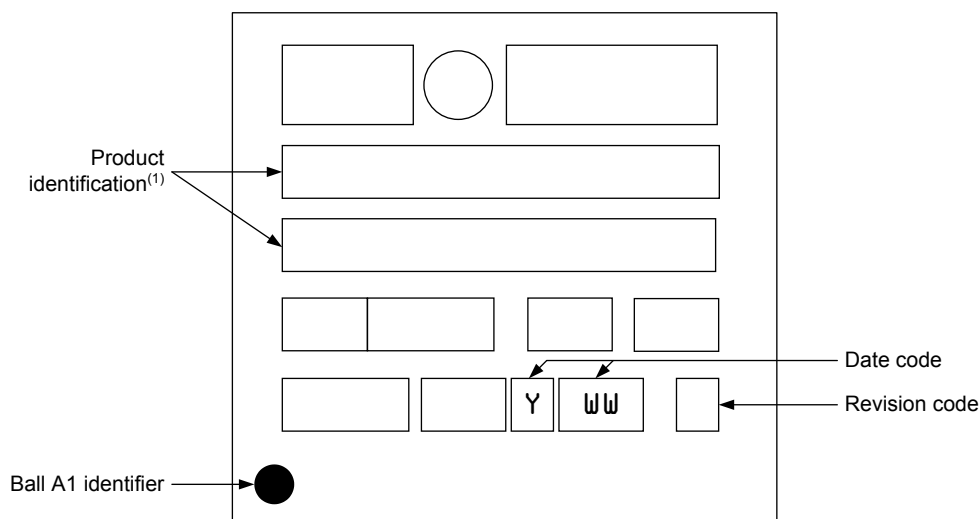 Product
identification(1)
Date code
Y WW
Revision code
Ball A1 identifier